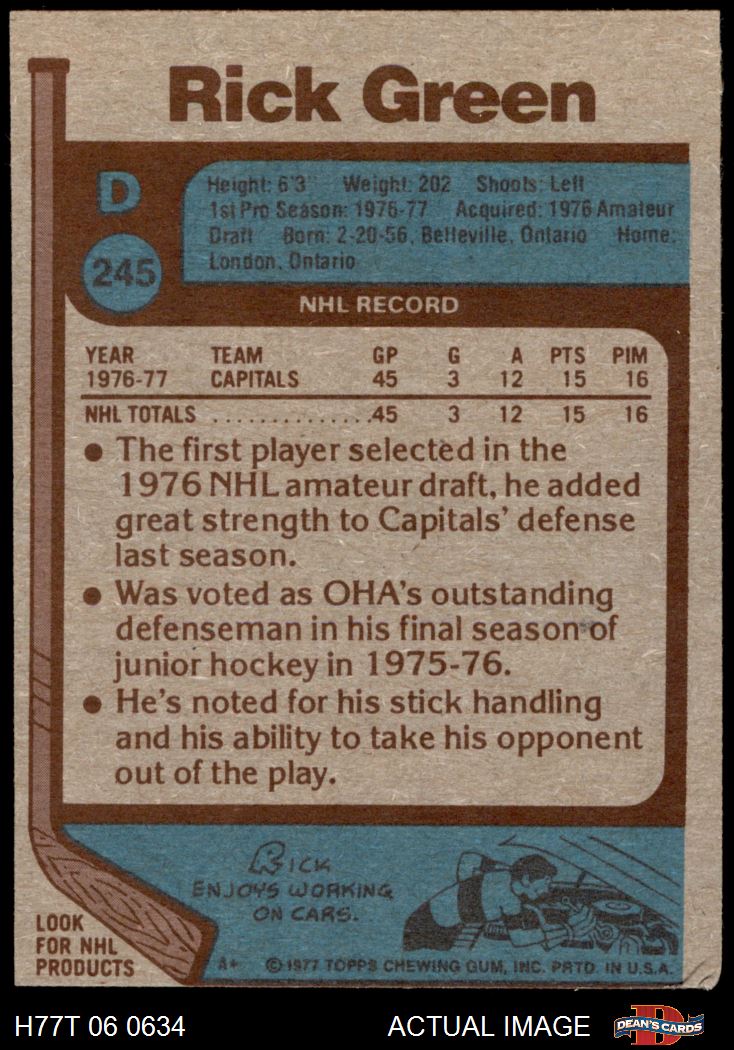 Rick Green
D
245
Height: 6'3" Weight: 202 Shoots: Left
1st Pro Season: 1976-77 Acquired: 1976 Amateur
Draft Born: 2-20-56, Belleville, Ontario Home:
London, Ontario
NHL RECORD
YEAR TEAM GP G A PTS PIM
1976-77 CAPITALS 45 3 12 15 16
NHL TOTALS ..............45 3 12 15 16
• The first player selected in the
1976 NHL amateur draft, he added
great strength to Capitals' defense
last season.
• Was voted as OHA's outstanding
defenseman in his final season of
junior hockey in 1975-76.
• He's noted for his stick handling
and his ability to take his opponent
out of the play.
RICK
ENJOYS WORKING
ON CARS.
LOOK
FOR NHL
PRODUCTS
A+ © 1977 TOPPS CHEWING GUM, INC. PRTD. IN U.S.A.
H77T 06 0634 ACTUAL IMAGE
D
DEAN'S CARDS